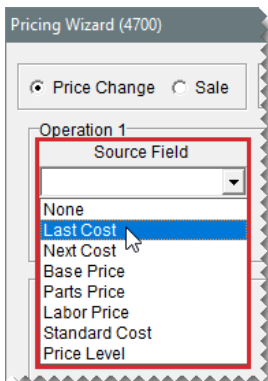 Pricing Wizard (4700)
Price Change Sale
Operation 1
Source Field
None
Last Cost
Next Cost
Base Price
Parts Price
Labor Price
Standard Cost
Price Level